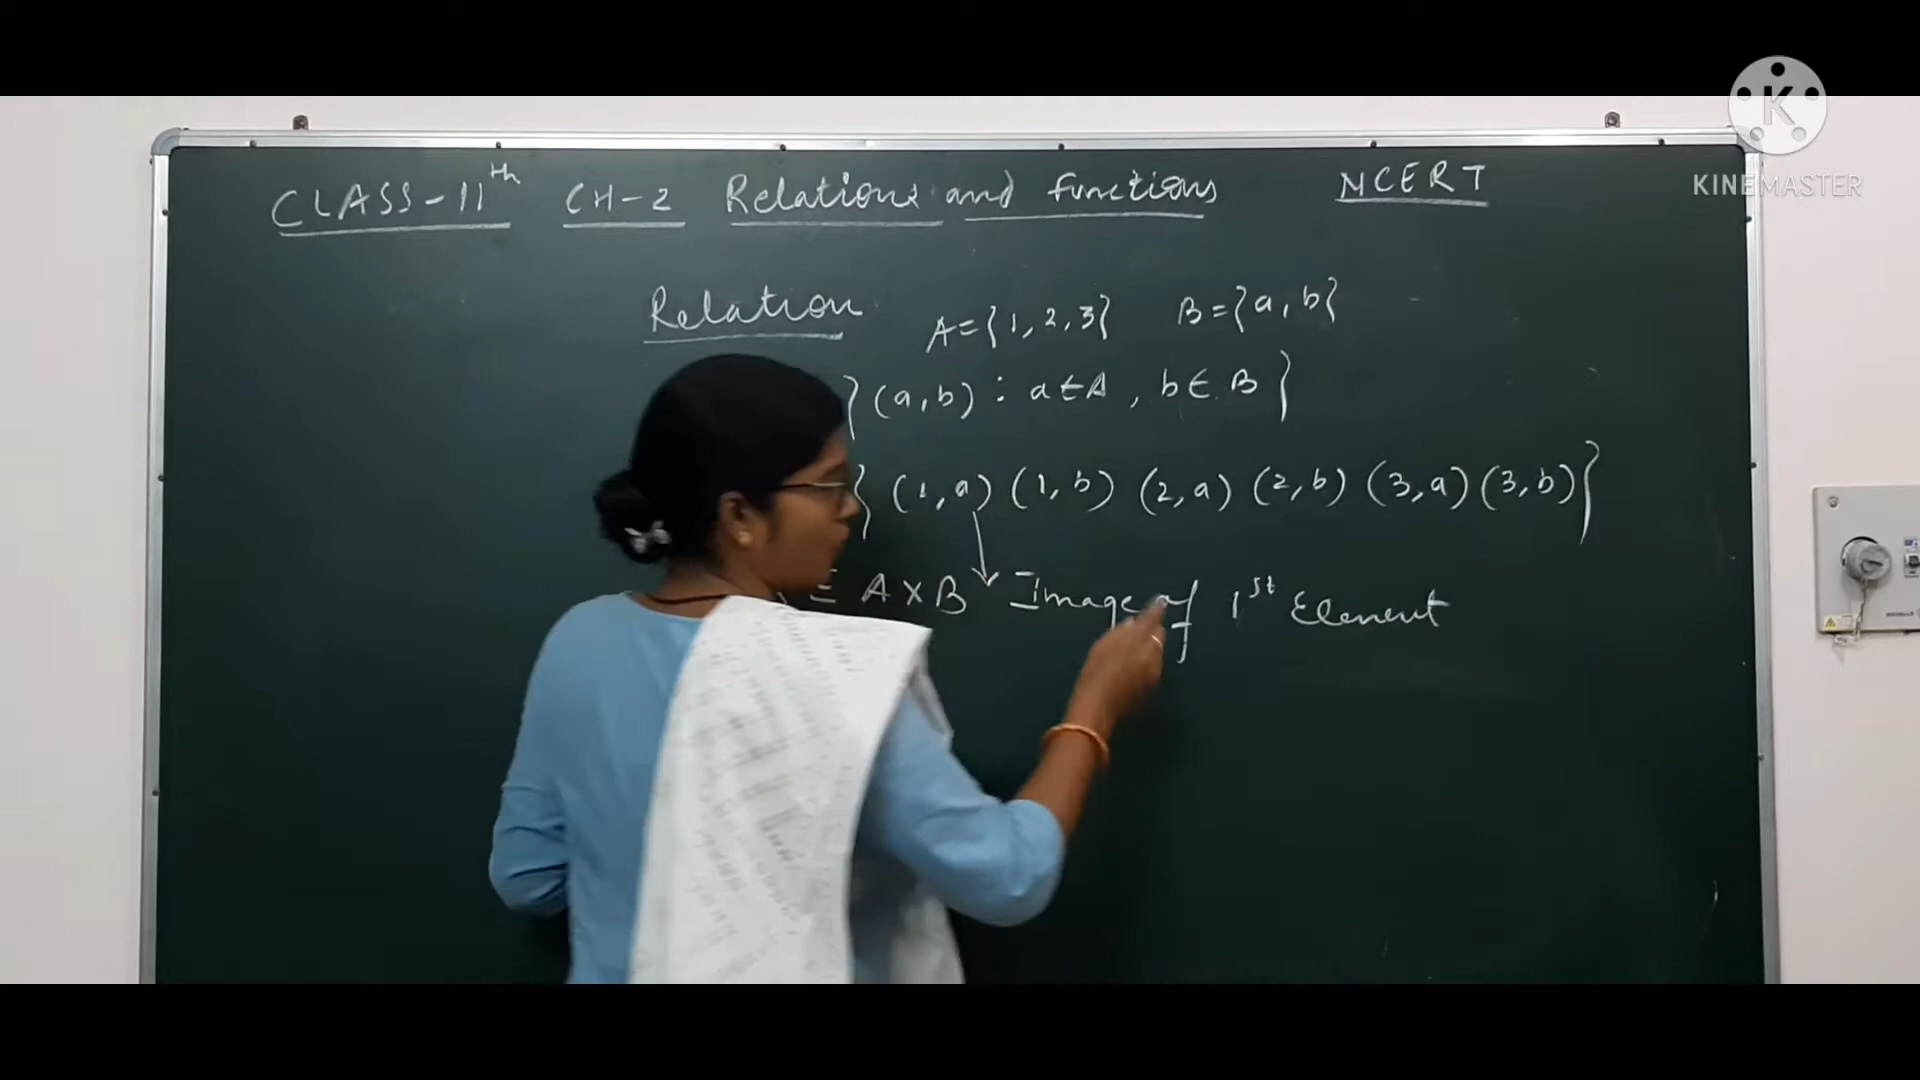 K
KINEMASTER
CLASS-11th CH-2 Relations and functions NCERT
Relation A={1,2,3} B={a,b}
(a,b) : a∈A , b∈B }
{ (1,a) (1,b) (2,a) (2,b) (3,a) (3,b) }
A×B Image of 1st Element